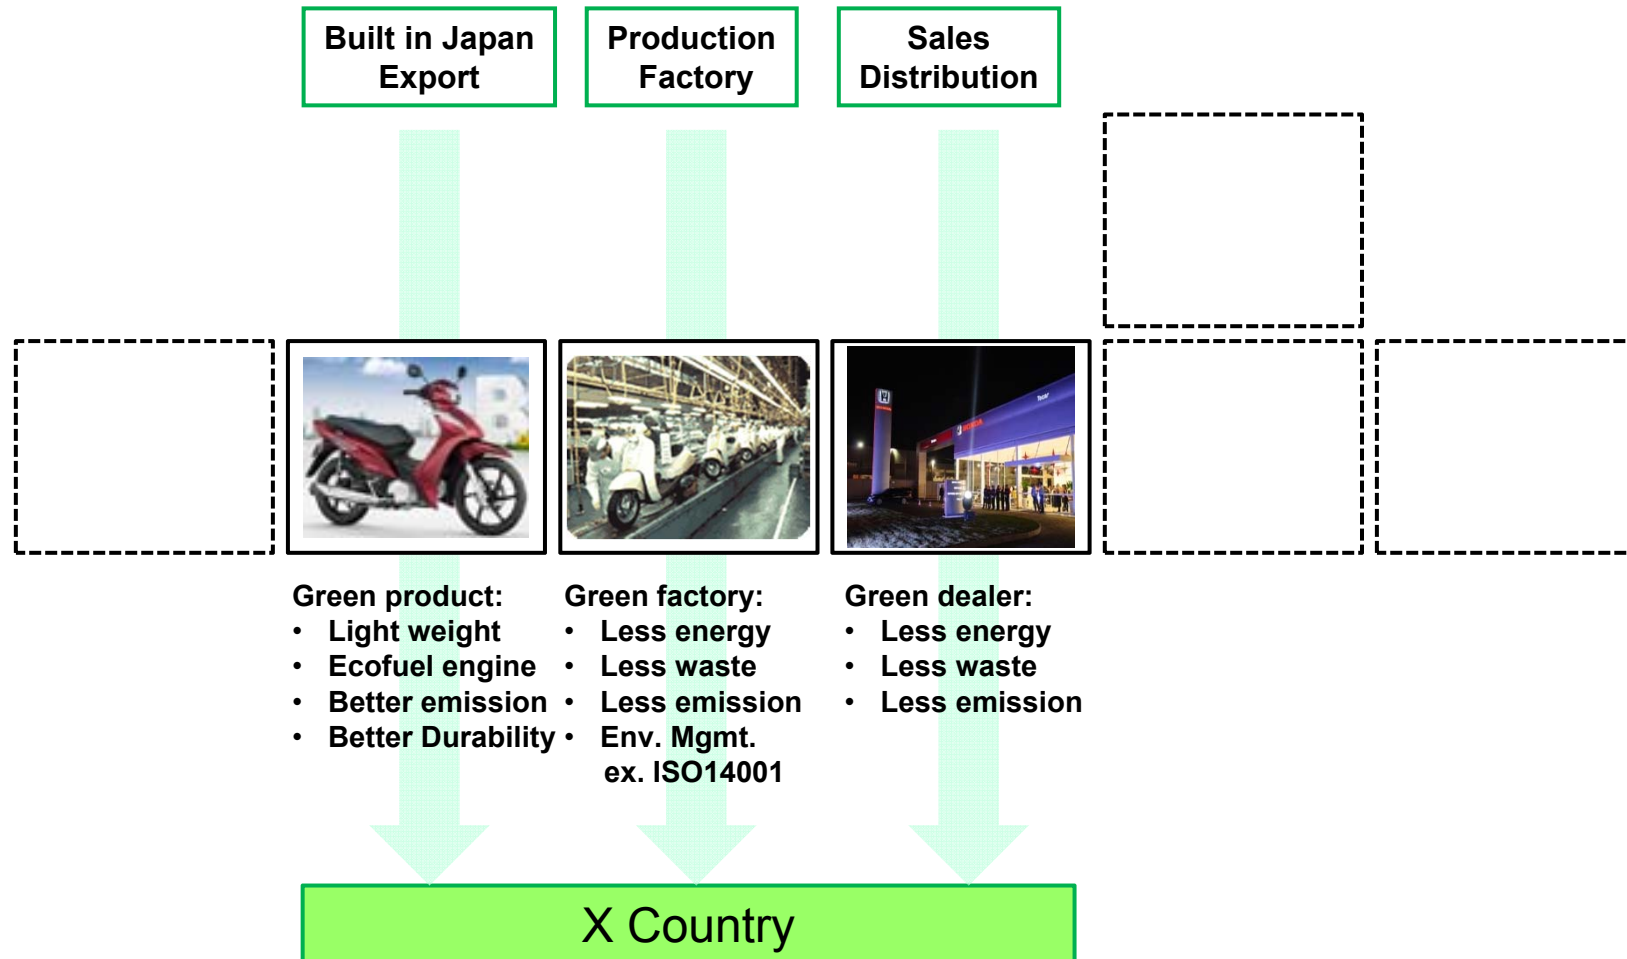 Built in Japan
Export
Production
Factory
Sales
Distribution
HONDA
Green product:
• Light weight
• Ecofuel engine
• Better emission
• Better Durability
Green factory:
• Less energy
• Less waste
• Less emission
• Env. Mgmt.
ex. ISO14001
Green dealer:
• Less energy
• Less waste
• Less emission
X Country